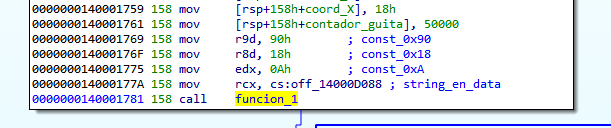 0000000140001759 158 mov     [rsp+158h+coord_X], 18h
0000000140001761 158 mov     [rsp+158h+contador_guita], 50000
0000000140001769 158 mov     r9d, 90h        ; const_0x90
000000014000176F 158 mov     r8d, 18h        ; const_0x18
0000000140001775 158 mov     edx, 0Ah        ; const_0xA
000000014000177A 158 mov     rcx, cs:off_14000D088 ; string_en_data
0000000140001781 158 call    funcion_1